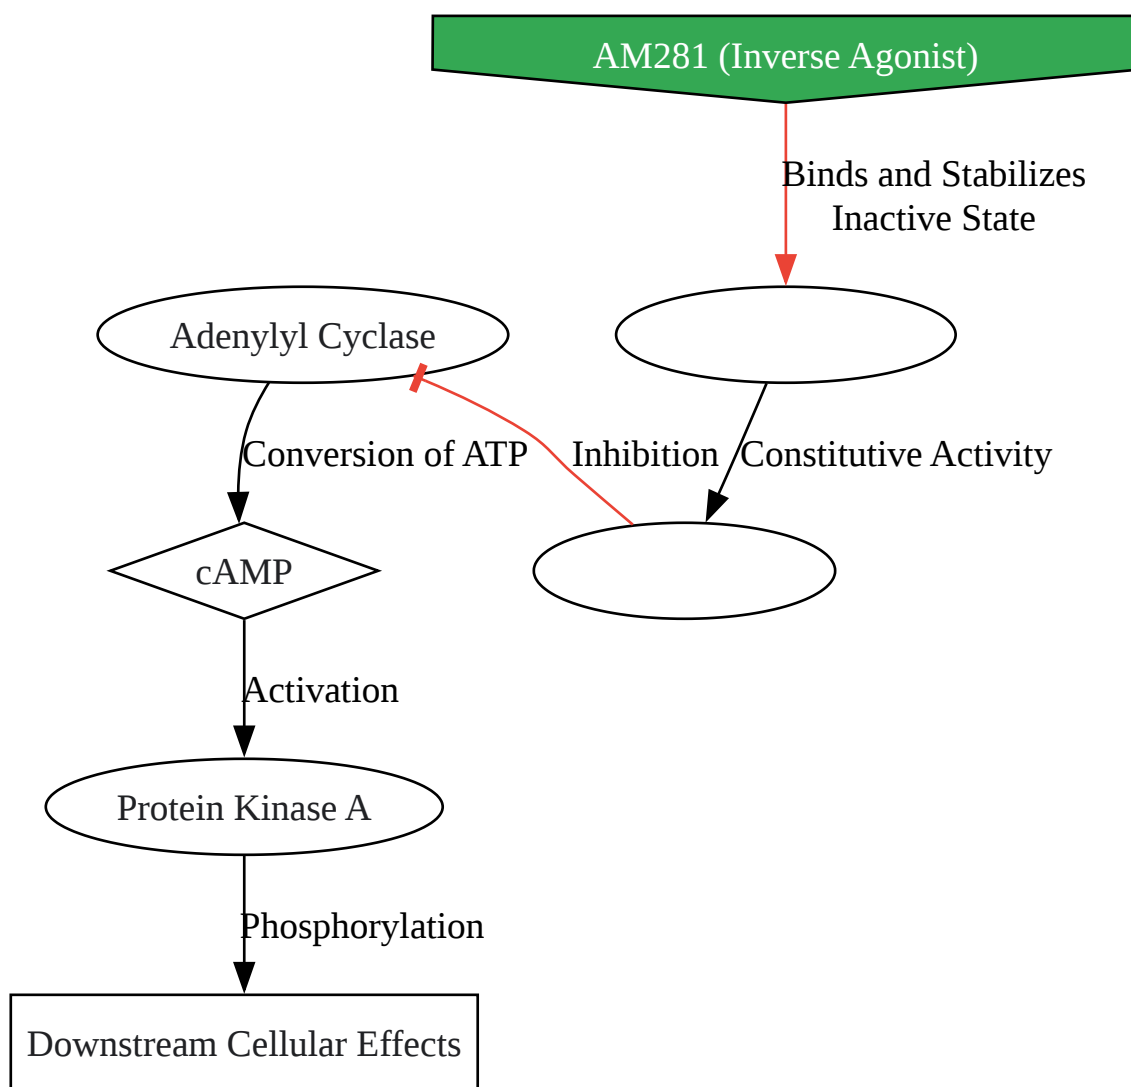 AM281 (Inverse Agonist)
Binds and Stabilizes
Inactive State
Adenylyl Cyclase
Conversion of ATP
Inhibition
Constitutive Activity
cAMP
Activation
Protein Kinase A
Phosphorylation
Downstream Cellular Effects